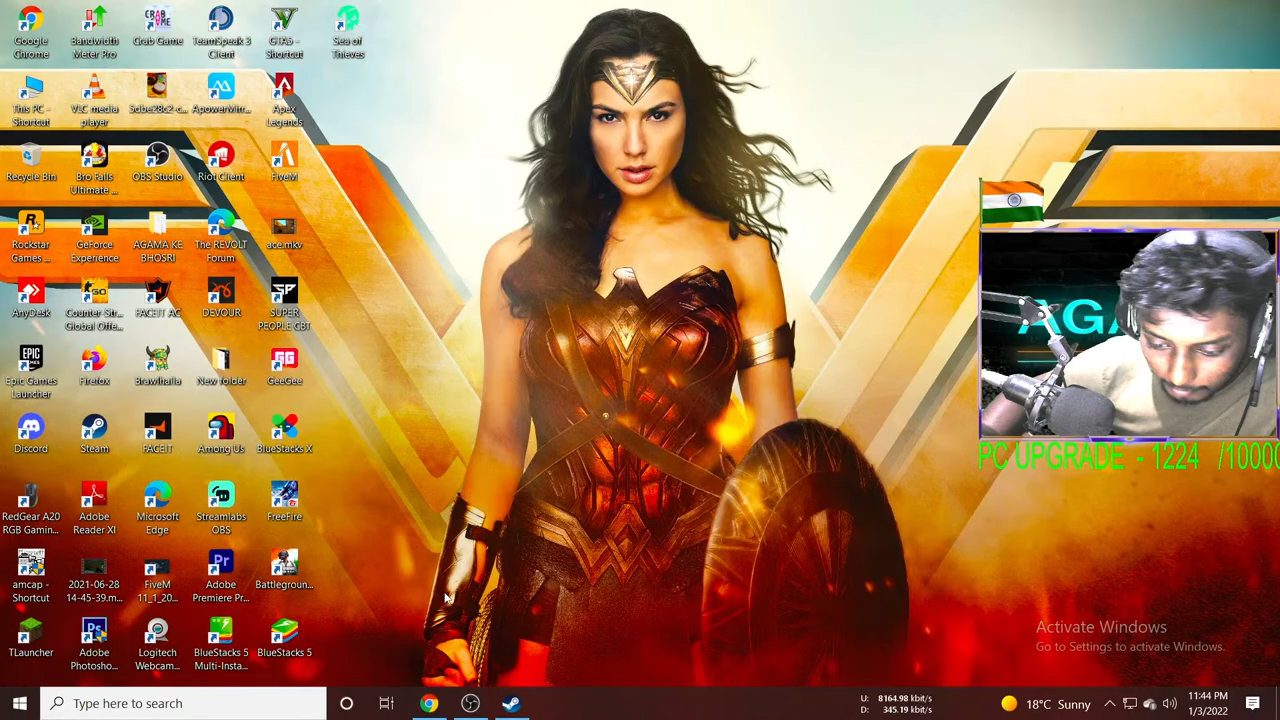 Google
Chrome
Bandwidth
Meter Pro
Crab Game
TeamSpeak 3
Client
GTA5 -
Shortcut
Sea of
Thieves
This PC -
Shortcut
VLC media
player
5dbe28c2-c...
ApowerMirr...
Apex
Legends
Recycle Bin
Bro Falls
Ultimate ...
OBS Studio
Riot Client
FiveM
Rockstar
Games ...
GeForce
Experience
AGAMA KE
BHOSRI
The REVOLT
Forum
ace.mkv
AnyDesk
Counter-Str...
Global Offe...
FACEIT AC
DEVOUR
SUPER
PEOPLE CBT
Epic Games
Launcher
Firefox
Brawlhalla
New folder
GeeGee
Discord
Steam
FACEIT
Among Us
BlueStacks X
RedGear A20
RGB Gamin...
Adobe
Reader XI
Microsoft
Edge
Streamlabs
OBS
FreeFire
amcap -
Shortcut
2021-06-28
14-45-39.m...
FiveM
11_1_20...
Adobe
Premiere Pr...
Battlegroun...
TLauncher
Adobe
Photosho...
Logitech
Webcam...
BlueStacks 5
Multi-Insta...
BlueStacks 5
AGA
PC UPGRADE - 1224 /10000
Activate Windows
Go to Settings to activate Windows.
Type here to search
U: 8164.98 kbit/s
D: 345.19 kbit/s
18°C Sunny
11:44 PM
1/3/2022